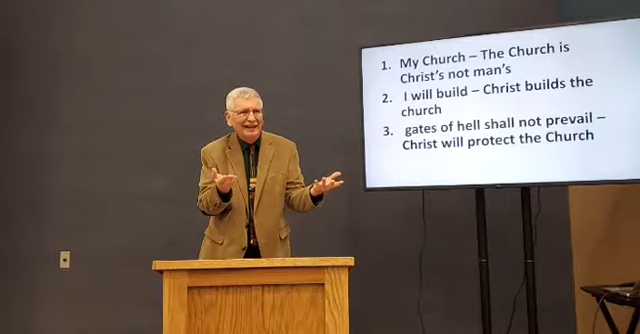 1. My Church – The Church is
Christ's not man's
2. I will build – Christ builds the
church
3. gates of hell shall not prevail –
Christ will protect the Church